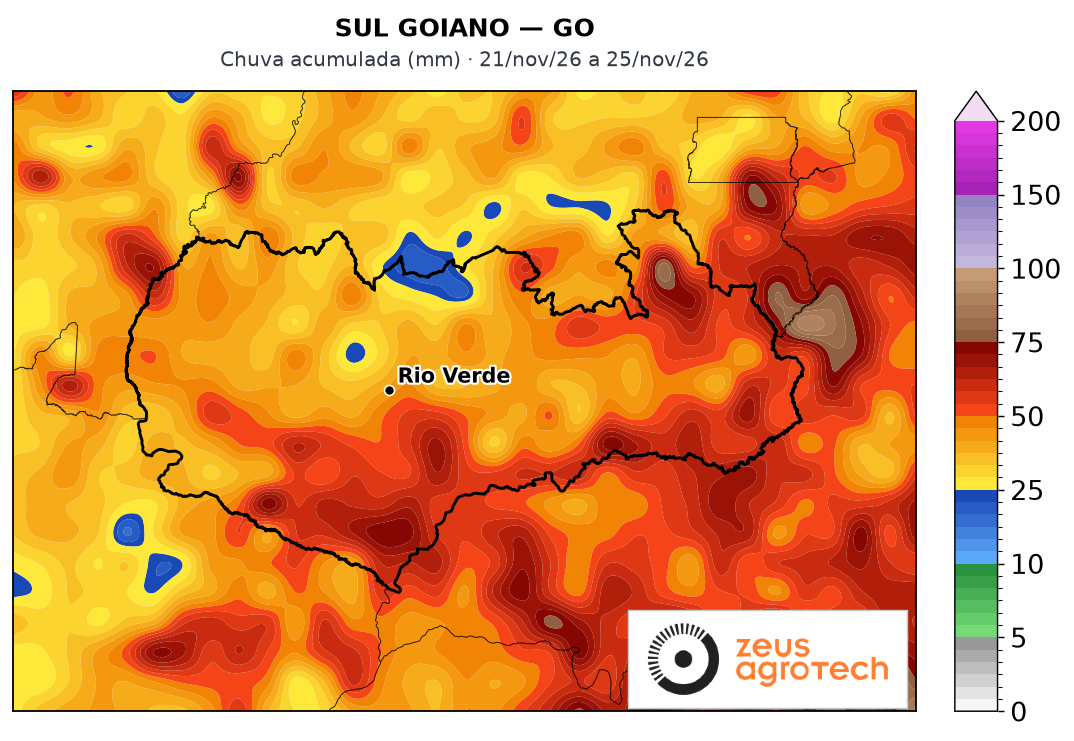 SUL GOIANO — GO
Chuva acumulada (mm) · 21/nov/26 a 25/nov/26
200
150
100
75
50
25
10
5
0
Rio Verde
zeus
agrotech